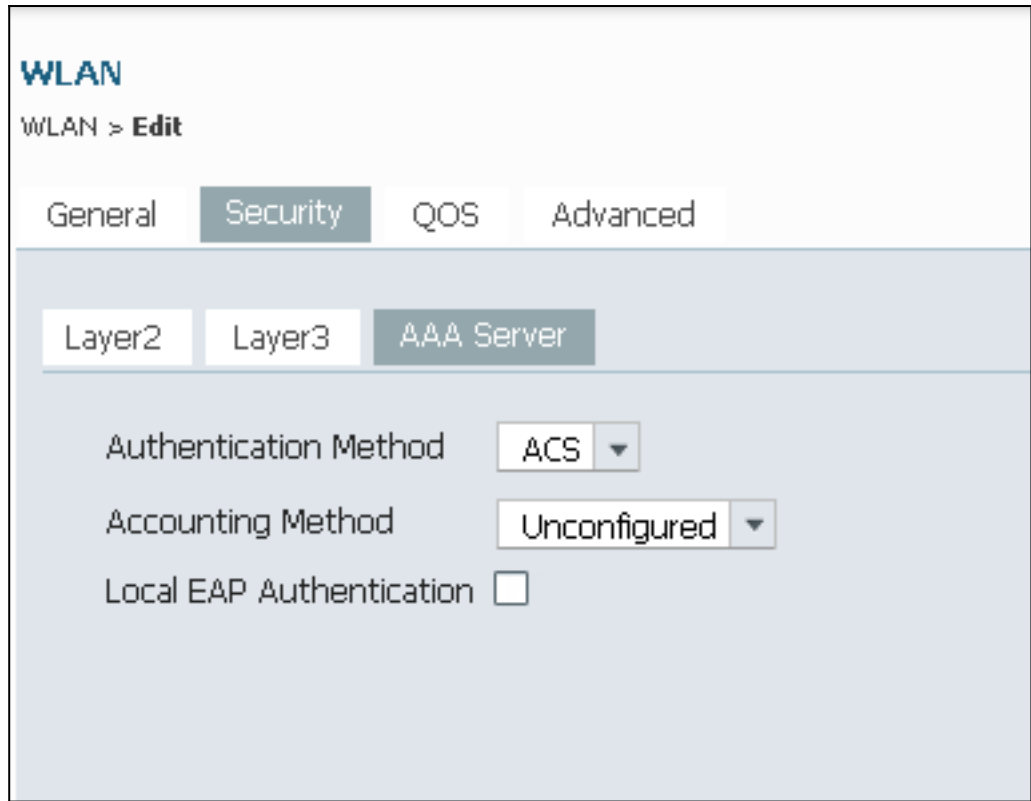 WLAN
WLAN > Edit
General Security QOS Advanced
Layer2 Layer3 AAA Server
Authentication Method ACS
Accounting Method Unconfigured
Local EAP Authentication